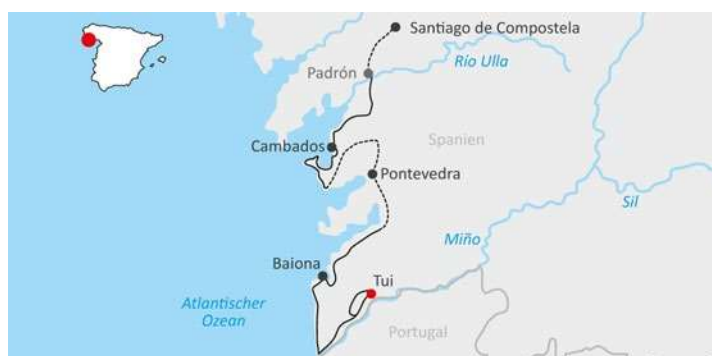 Santiago de Compostela
Padrón
Río Ulla
Cambados
Spanien
Pontevedra
Sil
Miño
Baiona
Tui
Atlantischer
Ozean
Portugal